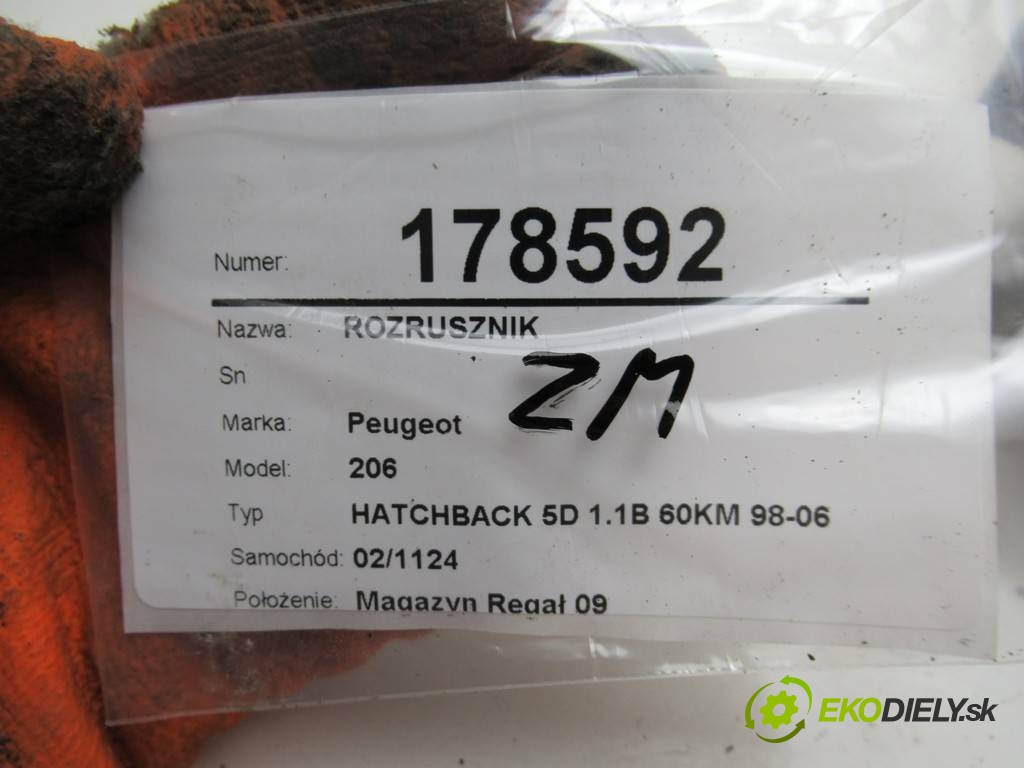 Numer: 178592
Nazwa: ROZRUSZNIK
Sn
ZM
Marka: Peugeot
Model: 206
Typ HATCHBACK 5D 1.1B 60KM 98-06
Samochód: 02/1124
Położenie: Magazyn Regał 09
EKODIELY.sk